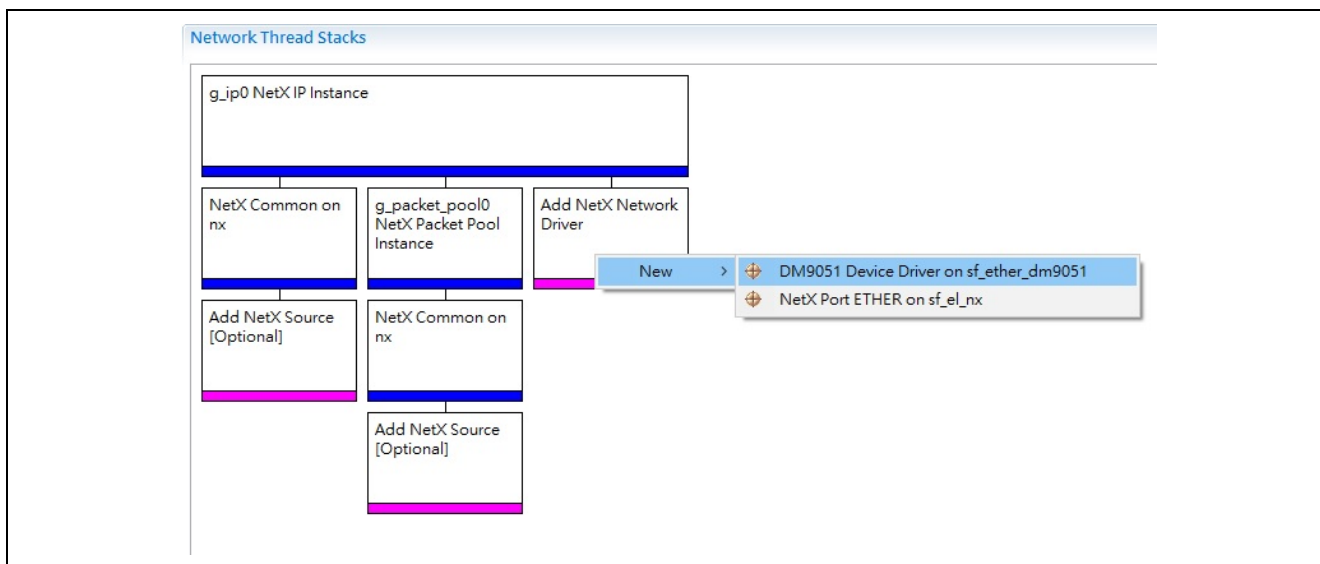 Network Thread Stacks
g_ip0 NetX IP Instance
NetX Common on
nx
g_packet_pool0
NetX Packet Pool
Instance
Add NetX Network
Driver
New >
DM9051 Device Driver on sf_ether_dm9051
NetX Port ETHER on sf_el_nx
Add NetX Source
[Optional]
NetX Common on
nx
Add NetX Source
[Optional]